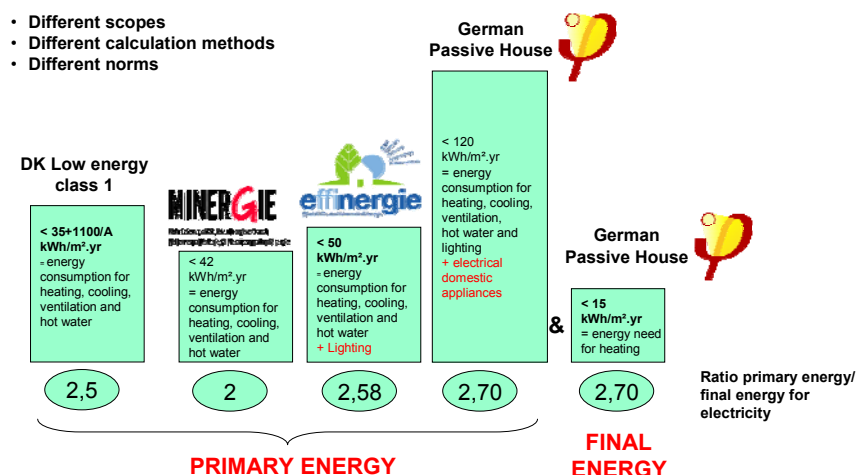 • Different scopes
• Different calculation methods
• Different norms
German
Passive House
DK Low energy
class 1
< 35+1100/A
kWh/m².yr
= energy
consumption for
heating, cooling,
ventilation and
hot water
2,5
MINERGIE
< 42
kWh/m².yr
= energy
consumption for
heating, cooling,
ventilation and
hot water
2
effinergie
< 50
kWh/m².yr
= energy
consumption for
heating, cooling,
ventilation and
hot water
+ Lighting
2,58
< 120
kWh/m².yr
= energy
consumption for
heating, cooling,
ventilation,
hot water and
lighting
+ electrical
domestic
appliances
2,70
&
German
Passive House
< 15
kWh/m².yr
= energy need
for heating
2,70
Ratio primary energy/
final energy for
electricity
PRIMARY ENERGY
FINAL
ENERGY